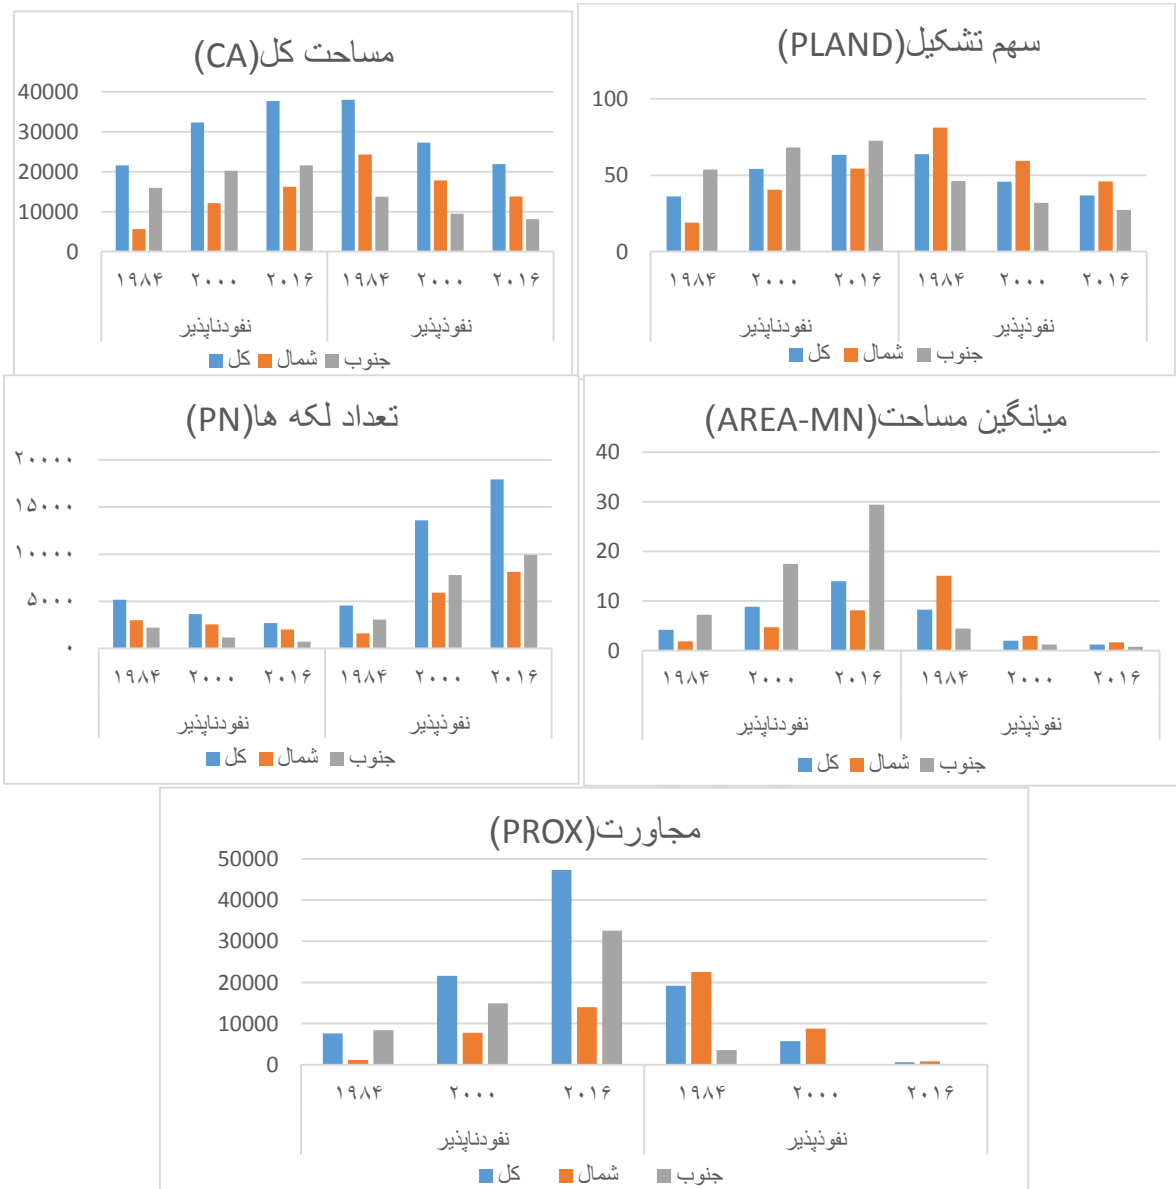 مساحت کل(CA)
40000
30000
20000
10000
0
۱۹۸۴ ۲۰۰۰ ۲۰۱۶ ۱۹۸۴ ۲۰۰۰ ۲۰۱۶
نفوذناپذیر نفوذپذیر
کل شمال جنوب
سهم تشکیل(PLAND)
100
50
0
۱۹۸۴ ۲۰۰۰ ۲۰۱۶ ۱۹۸۴ ۲۰۰۰ ۲۰۱۶
نفوذناپذیر نفوذپذیر
کل شمال جنوب
تعداد لکه ها(PN)
۲۰۰۰۰
۱۵۰۰۰
۱۰۰۰۰
۵۰۰۰
۰
۱۹۸۴ ۲۰۰۰ ۲۰۱۶ ۱۹۸۴ ۲۰۰۰ ۲۰۱۶
نفوذناپذیر نفوذپذیر
کل شمال جنوب
میانگین مساحت(AREA-MN)
40
30
20
10
0
۱۹۸۴ ۲۰۰۰ ۲۰۱۶ ۱۹۸۴ ۲۰۰۰ ۲۰۱۶
نفوذناپذیر نفوذپذیر
کل شمال جنوب
مجاورت(PROX)
50000
40000
30000
20000
10000
0
۱۹۸۴ ۲۰۰۰ ۲۰۱۶ ۱۹۸۴ ۲۰۰۰ ۲۰۱۶
نفوذناپذیر نفوذپذیر
کل شمال جنوب